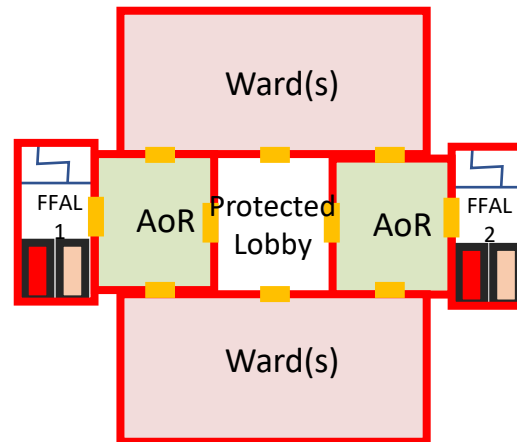 Ward(s)
FFAL
1
AoR
Protected
Lobby
AoR
FFAL
2
Ward(s)